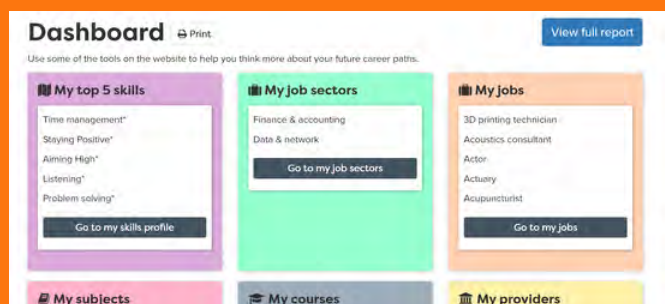 Dashboard Print
View full report
Use some of the tools on the website to help you think more about your future career paths.
My top 5 skills
Time management*
Staying Positive*
Aiming High*
Listening*
Problem solving*
Go to my skills profile
My job sectors
Finance & accounting
Data & network
Go to my job sectors
My jobs
3D printing technician
Acoustics consultant
Actor
Actuary
Acupuncturist
Go to my jobs
My subjects
My courses
My providers